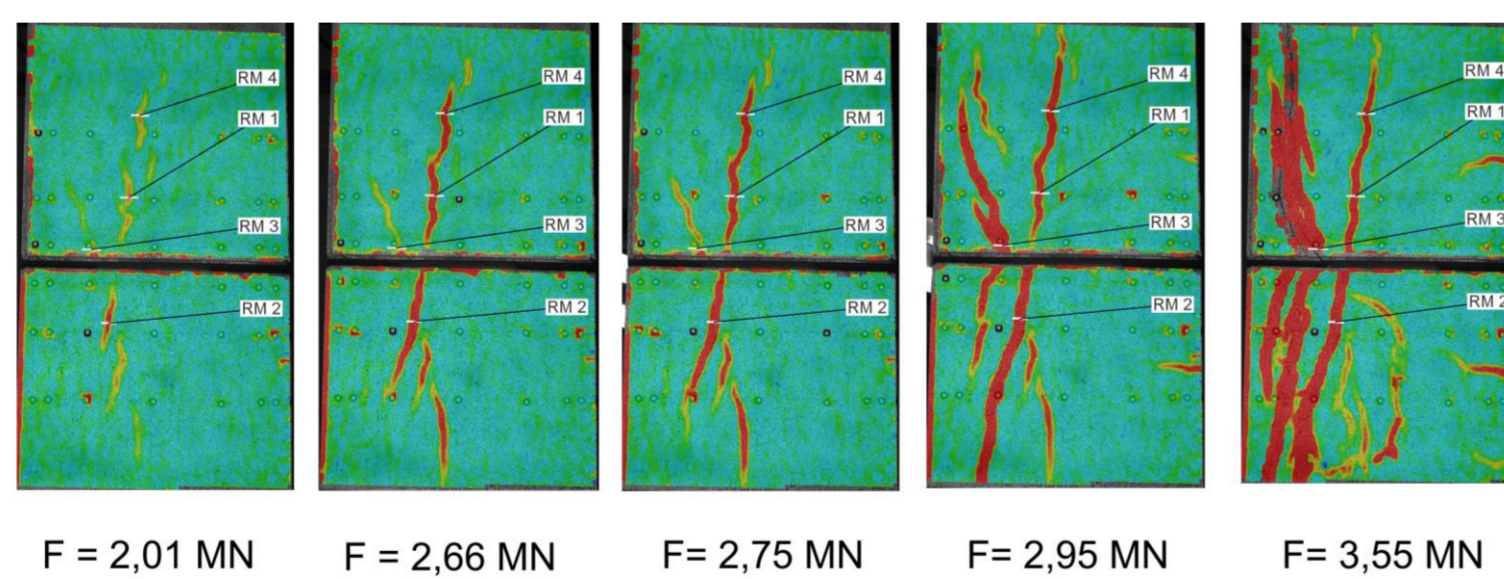 RM 4
RM 1
RM 3
RM 2
RM 4
RM 1
RM 3
RM 2
RM 4
RM 1
RM 3
RM 2
RM 4
RM 1
RM 3
RM 2
RM 4
RM 1
RM 3
RM 2
F = 2,01 MN
F = 2,66 MN
F= 2,75 MN
F= 2,95 MN
F= 3,55 MN